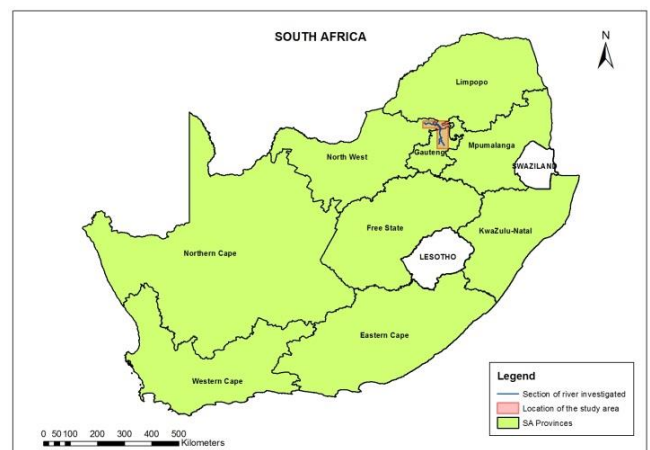 SOUTH AFRICA
N
Limpopo
North West
Gauteng
Mpumalanga
SWAZILAND
Free State
KwaZulu-Natal
Northern Cape
LESOTHO
Eastern Cape
Western Cape
Legend
Section of river investigated
Location of the study area
SA Provinces
0 50 100 200 300 400 500
Kilometers